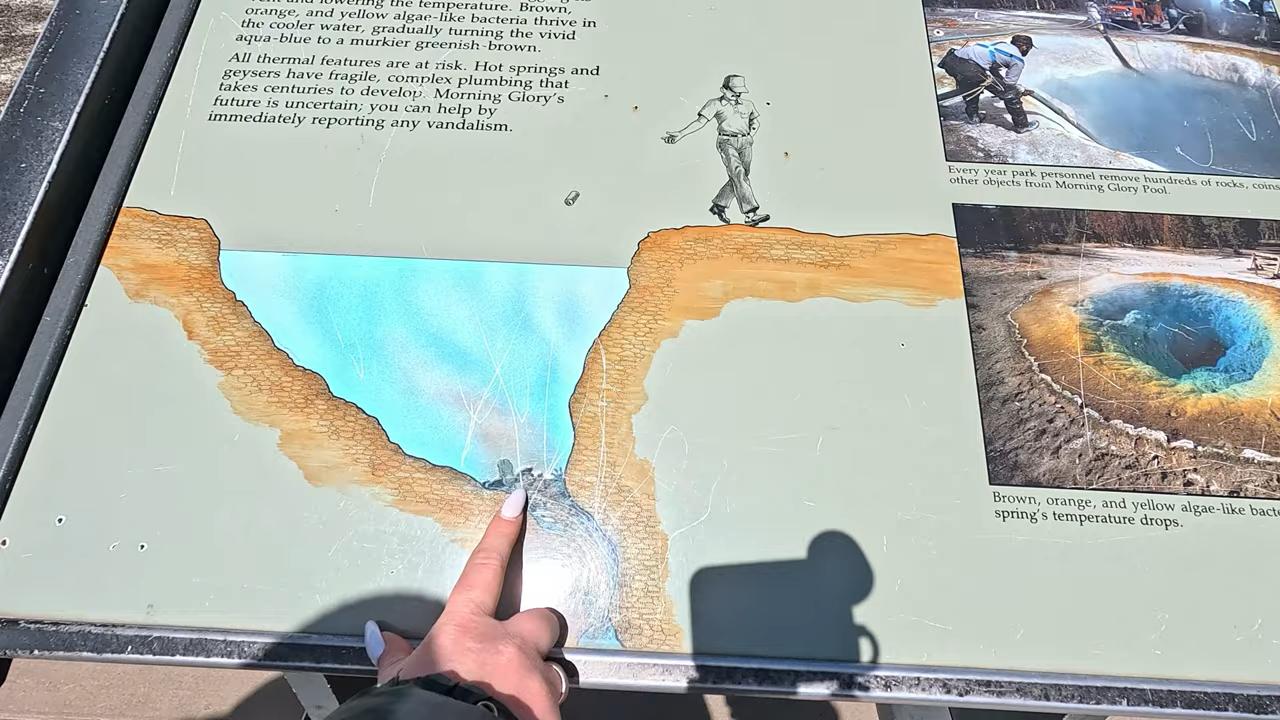 vent and lowering the temperature. Brown,
orange, and yellow algae-like bacteria thrive in
the cooler water, gradually turning the vivid
aqua-blue to a murkier greenish-brown.
All thermal features are at risk. Hot springs and
geysers have fragile, complex plumbing that
takes centuries to develop. Morning Glory's
future is uncertain; you can help by
immediately reporting any vandalism.
Every year park personnel remove hundreds of rocks, coins
other objects from Morning Glory Pool.
Brown, orange, and yellow algae-like bact
spring's temperature drops.